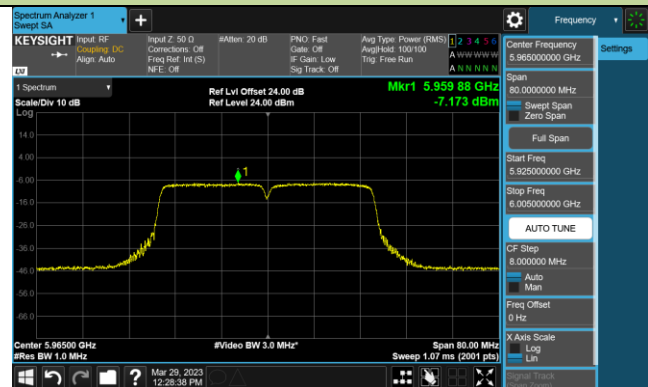 Spectrum Analyzer 1
Swept SA
+
Frequency
KEYSIGHT
Input: RF
Coupling: DC
Align: Auto
LXI
Input Z: 50 Ω
Corrections: Off
Freq Ref: Int (S)
NFE: Off
#Atten: 20 dB
PNO: Fast
Gate: Off
IF Gain: Low
Sig Track: Off
Avg Type: Power (RMS)
Avg|Hold: 100/100
Trig: Free Run
1 2 3 4 5 6
A W W W W W
A N N N N N
1 Spectrum
Scale/Div 10 dB
Log
Ref Lvl Offset 24.00 dB
Ref Level 24.00 dBm
Mkr1 5.959 88 GHz
-7.173 dBm
14.0
4.00
-6.00
-16.0
-26.0
-36.0
-46.0
-56.0
-66.0
1
Center 5.96500 GHz
#Res BW 1.0 MHz
#Video BW 3.0 MHz*
Span 80.00 MHz
Sweep 1.07 ms (2001 pts)
Mar 29, 2023
12:28:38 PM
Center Frequency
5.965000000 GHz
Span
80.0000000 MHz
Swept Span
Zero Span
Full Span
Start Freq
5.925000000 GHz
Stop Freq
6.005000000 GHz
AUTO TUNE
CF Step
8.000000 MHz
Auto
Man
Freq Offset
0 Hz
X Axis Scale
Log
Lin
Signal Track
(Span Zoom)
Settings